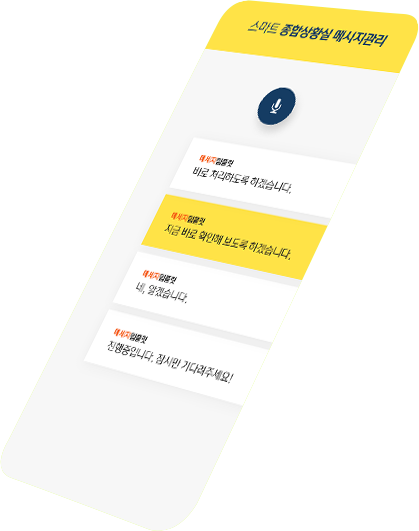 스마트 종합상황실 메시지관리
메세지템플릿
바로 처리하도록 하겠습니다.
메세지템플릿
지금 바로 확인해 보도록 하겠습니다.
메세지템플릿
네, 알겠습니다.
메세지템플릿
진행중입니다. 잠시만 기다려주세요!